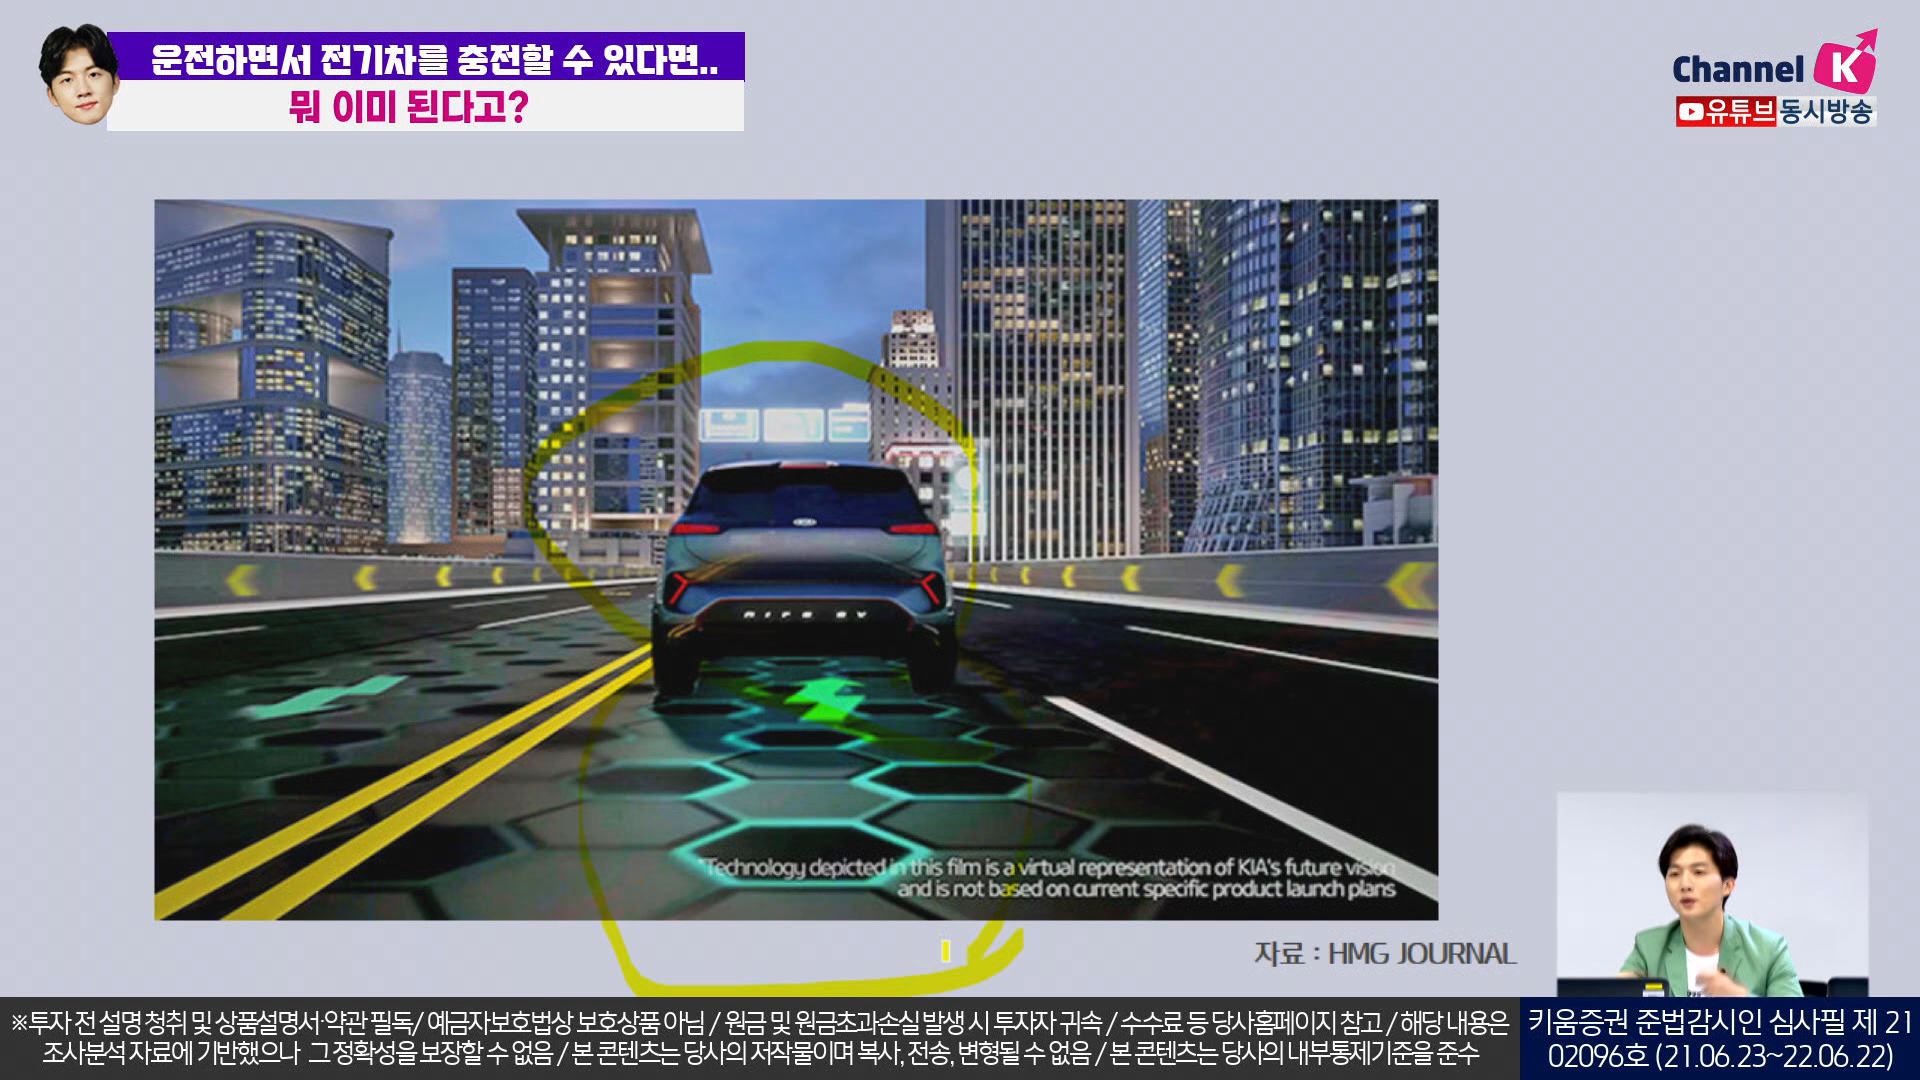 운전하면서 전기차를 충전할 수 있다면..
뭐 이미 된다고?
Channel K
유튜브동시방송
NIRO EV
"Technology depicted in this film is a virtual representation of KIA's future vision
and is not based on current specific product launch plans
자료 : HMG JOURNAL
※투자 전 설명 청취 및 상품설명서·약관 필독/ 예금자보호법상 보호상품 아님 / 원금 및 원금초과손실 발생 시 투자자 귀속 / 수수료 등 당사홈페이지 참고 / 해당 내용은
조사분석 자료에 기반했으나 그 정확성을 보장할 수 없음 / 본 콘텐츠는 당사의 저작물이며 복사, 전송, 변형될 수 없음 / 본 콘텐츠는 당사의 내부통제기준을 준수
키움증권 준법감시인 심사필 제 21
02096호 (21.06.23~22.06.22)